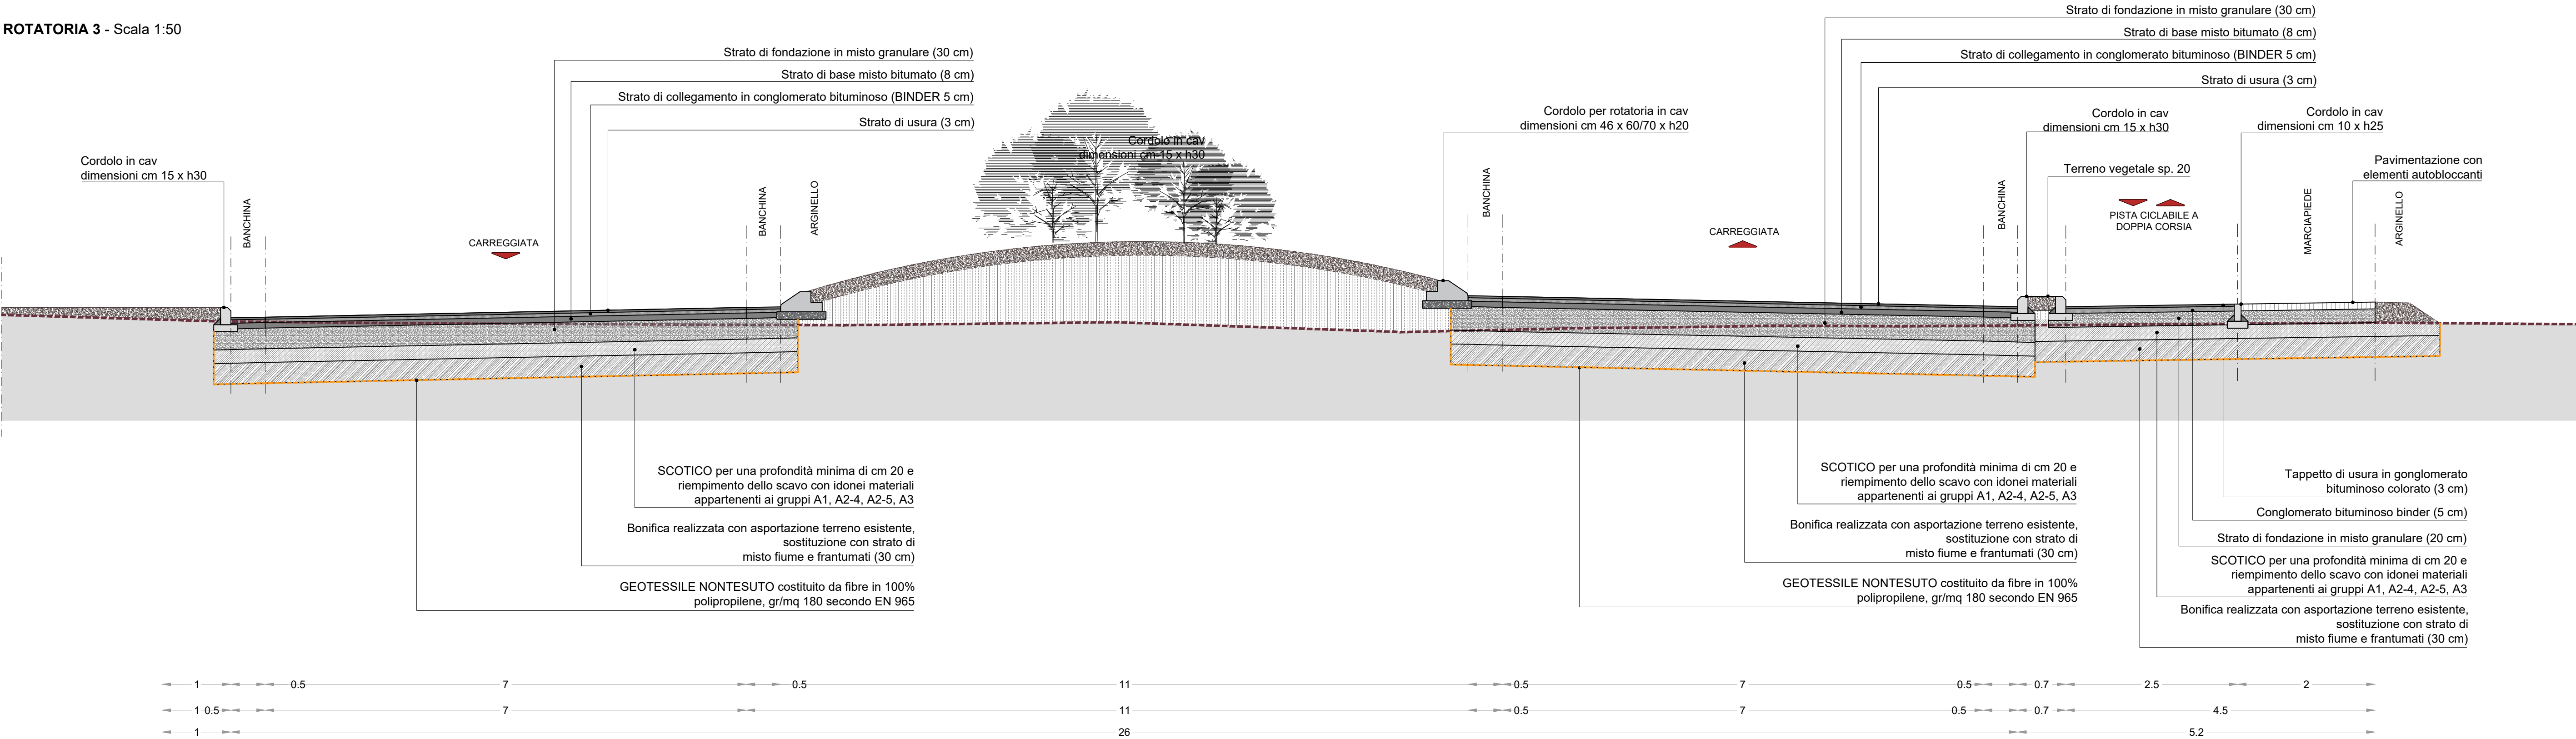 ROTATORIA 3 - Scala 1:50
Strato di fondazione in misto granulare (30 cm)
Strato di base misto bitumato (8 cm)
Strato di collegamento in conglomerato bituminoso (BINDER 5 cm)
Strato di usura (3 cm)
Cordolo in cav
dimensioni cm 15 x h30
BANCHINA
CARREGGIATA
BANCHINA
ARGINELLO
Cordolo in cav
dimensioni cm 15 x h30
Strato di fondazione in misto granulare (30 cm)
Strato di base misto bitumato (8 cm)
Strato di collegamento in conglomerato bituminoso (BINDER 5 cm)
Strato di usura (3 cm)
Cordolo per rotatoria in cav
dimensioni cm 46 x 60/70 x h20
BANCHINA
CARREGGIATA
BANCHINA
Cordolo in cav
dimensioni cm 15 x h30
Terreno vegetale sp. 20
Cordolo in cav
dimensioni cm 10 x h25
Pavimentazione con
elementi autobloccanti
PISTA CICLABILE A
DOPPIA CORSIA
MARCIAPIEDE
ARGINELLO
SCOTICO per una profondità minima di cm 20 e
riempimento dello scavo con idonei materiali
appartenenti ai gruppi A1, A2-4, A2-5, A3
Bonifica realizzata con asportazione terreno esistente,
sostituzione con strato di
misto fiume e frantumati (30 cm)
GEOTESSILE NONTESUTO costituito da fibre in 100%
polipropilene, gr/mq 180 secondo EN 965
SCOTICO per una profondità minima di cm 20 e
riempimento dello scavo con idonei materiali
appartenenti ai gruppi A1, A2-4, A2-5, A3
Bonifica realizzata con asportazione terreno esistente,
sostituzione con strato di
misto fiume e frantumati (30 cm)
GEOTESSILE NONTESUTO costituito da fibre in 100%
polipropilene, gr/mq 180 secondo EN 965
Tappetto di usura in gonglomerato
bituminoso colorato (3 cm)
Conglomerato bituminoso binder (5 cm)
Strato di fondazione in misto granulare (20 cm)
SCOTICO per una profondità minima di cm 20 e
riempimento dello scavo con idonei materiali
appartenenti ai gruppi A1, A2-4, A2-5, A3
Bonifica realizzata con asportazione terreno esistente,
sostituzione con strato di
misto fiume e frantumati (30 cm)
1 0.5 7 0.5 11 0.5 7 0.5 0.7 2.5 2
1 0.5 7 11 0.5 7 0.5 0.7 4.5
1 26 5.2